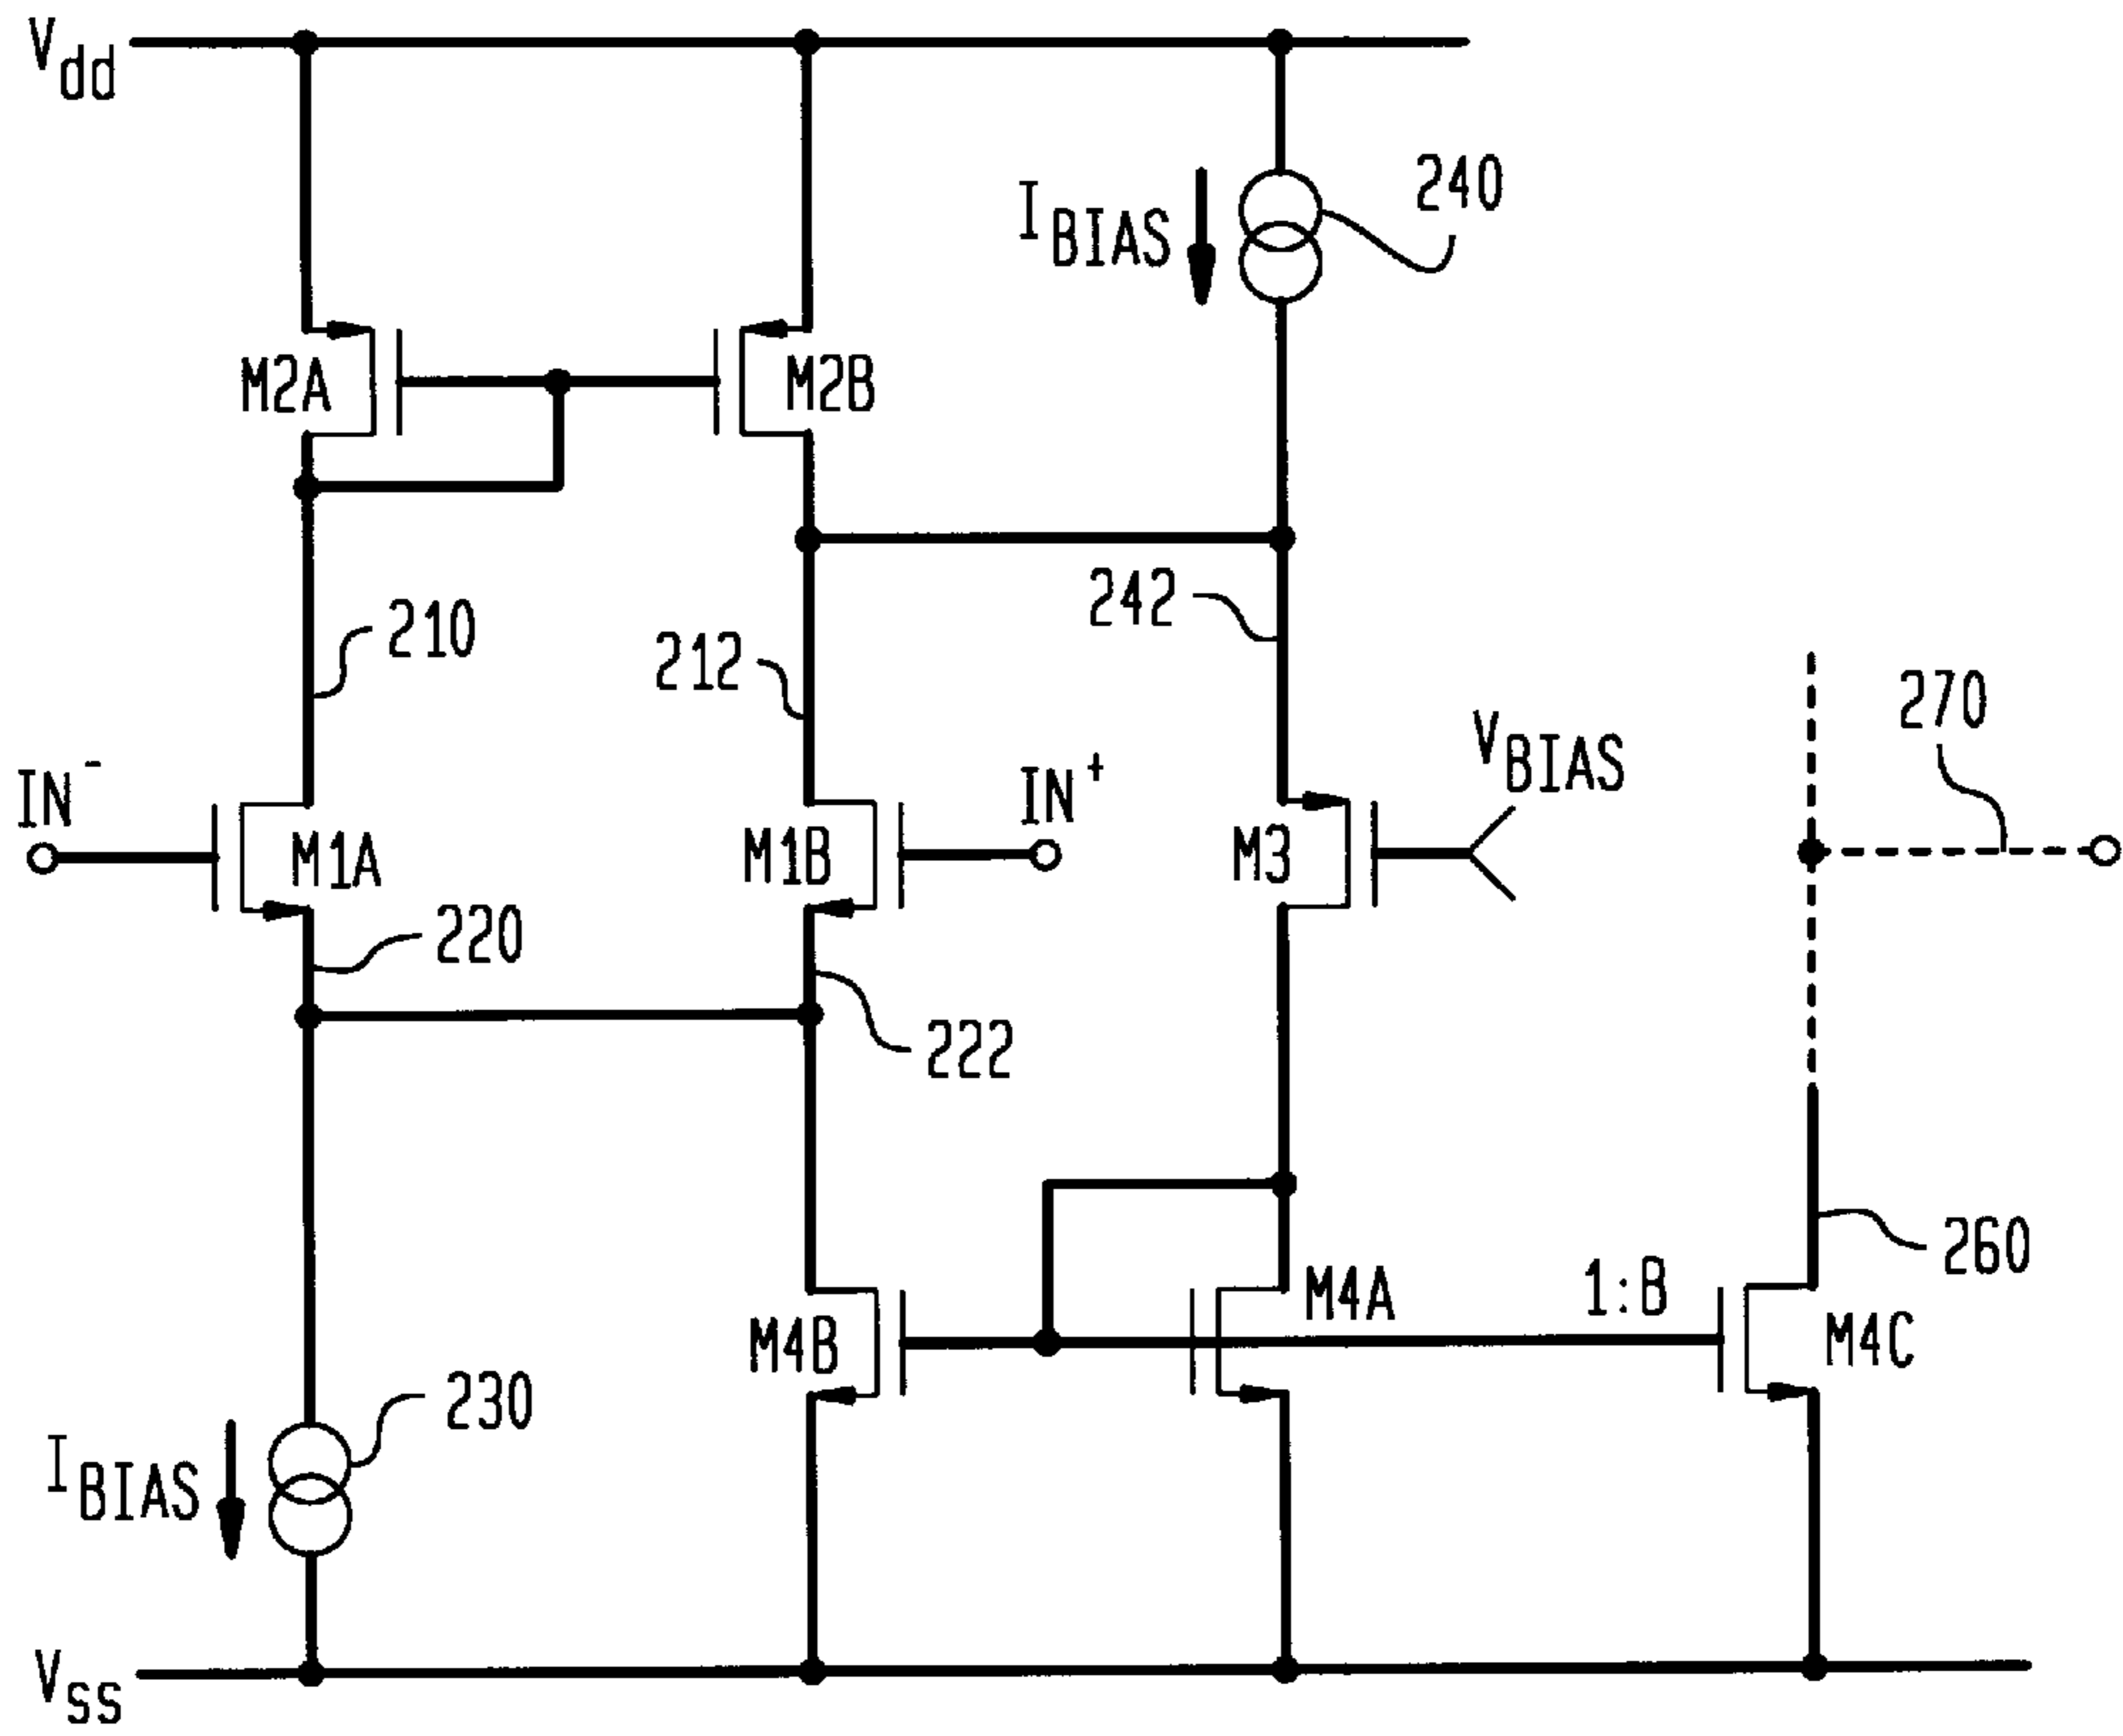 Vdd
IBIAS
240
M2A
M2B
242
210
212
270
VBIAS
IN-
IN+
M1A
M1B
M3
220
222
260
1:B
M4A
M4B
M4C
230
IBIAS
Vss